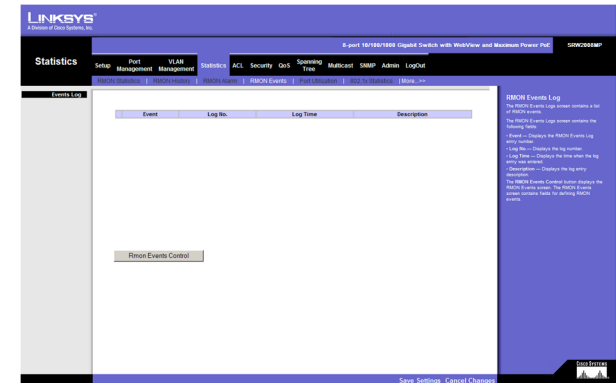 LINKSYS®
A Division of Cisco Systems, Inc.
8-port 10/100/1000 Gigabit Switch with WebView and Maximum Power PoE
SRW2008MP
Statistics
Setup Port Management VLAN Management Statistics ACL Security QoS Spanning Tree Multicast SNMP Admin LogOut
RMON Statistics | RMON History | RMON Alarm | RMON Events | Port Utilization | 802.1x Statistics | More...>>
Events Log
Event Log No. Log Time Description
Rmon Events Control
RMON Events Log
The RMON Events Logs screen contains a list
of RMON events.
The RMON Events Logs screen contains the
following fields:
• Event — Displays the RMON Events Log
entry number.
• Log No.— Displays the log number.
• Log Time — Displays the time when the log
entry was entered.
• Description — Displays the log entry
description.
The RMON Events Control button displays the
RMON Events screen. The RMON Events
screen contains fields for defining RMON
events.
Save Settings Cancel Changes
CISCO SYSTEMS